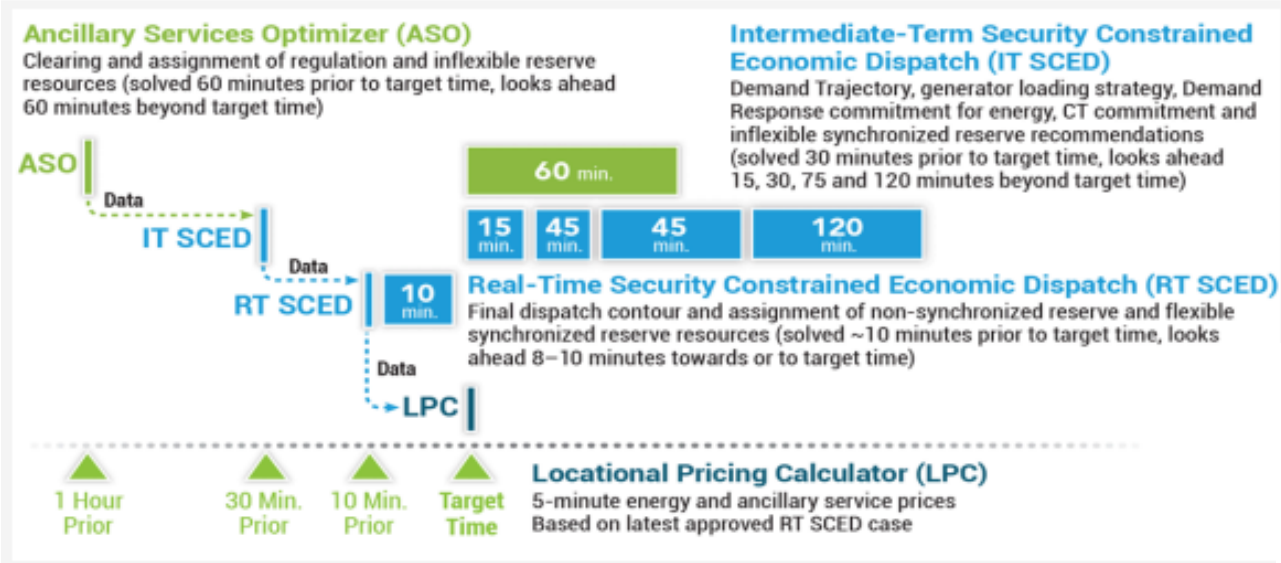 Ancillary Services Optimizer (ASO)
Clearing and assignment of regulation and inflexible reserve
resources (solved 60 minutes prior to target time, looks ahead
60 minutes beyond target time)
Intermediate-Term Security Constrained
Economic Dispatch (IT SCED)
Demand Trajectory, generator loading strategy, Demand
Response commitment for energy, CT commitment and
inflexible synchronized reserve recommendations
(solved 30 minutes prior to target time, looks ahead
15, 30, 75 and 120 minutes beyond target time)
ASO
60 min.
Data
IT SCED
15
min.
45
min.
45
min.
120
min.
Data
RT SCED
10
min.
Real-Time Security Constrained Economic Dispatch (RT SCED)
Final dispatch contour and assignment of non-synchronized reserve and flexible
synchronized reserve resources (solved ~10 minutes prior to target time, looks
ahead 8–10 minutes towards or to target time)
Data
LPC
1 Hour
Prior
30 Min.
Prior
10 Min.
Prior
Target
Time
Locational Pricing Calculator (LPC)
5-minute energy and ancillary service prices
Based on latest approved RT SCED case